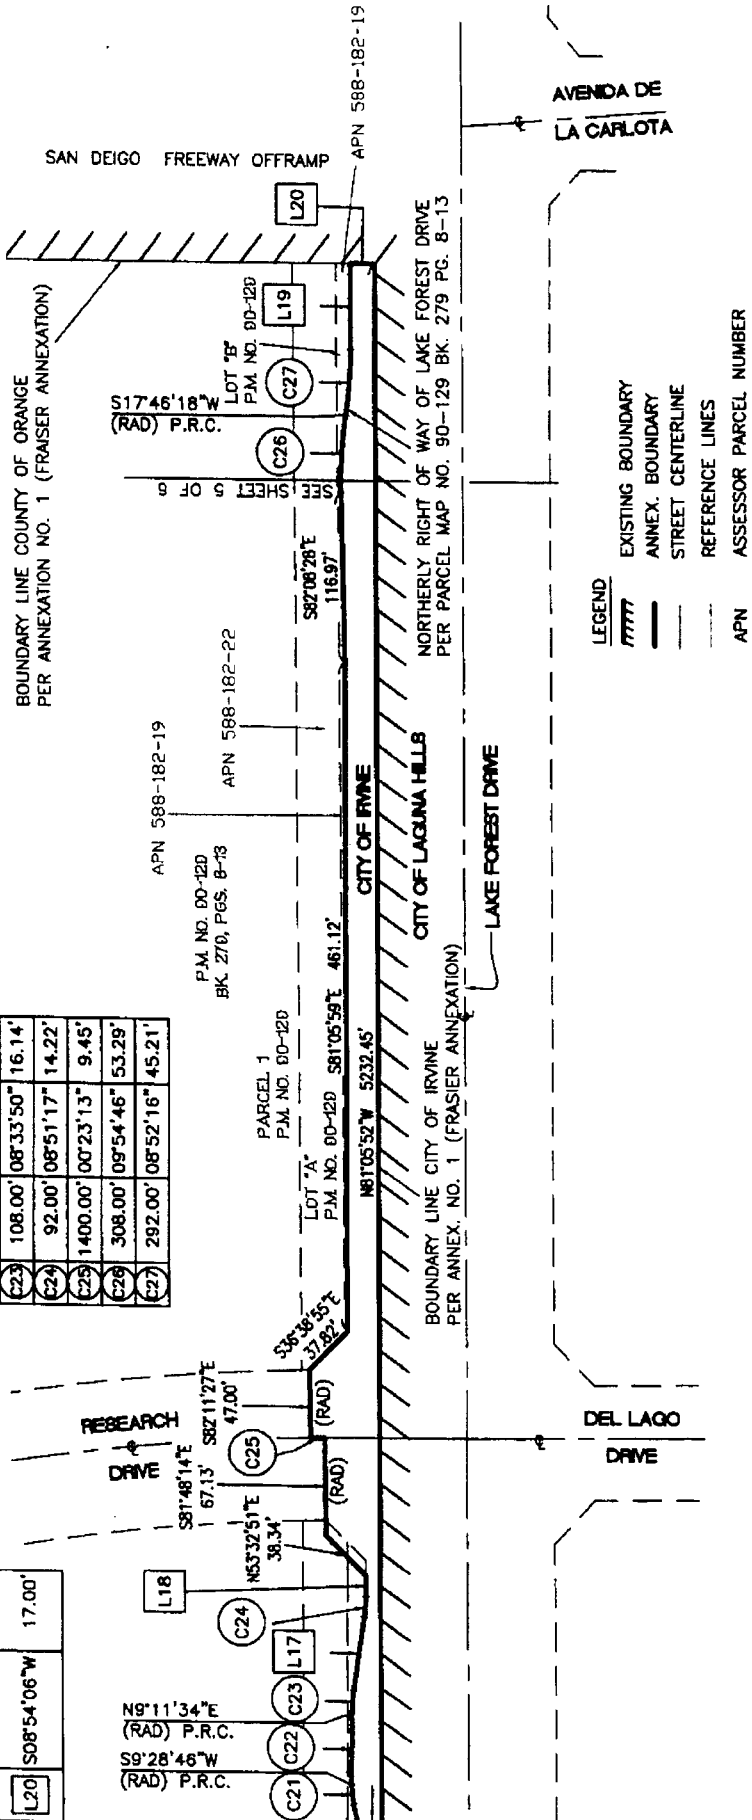 AVENIDA DE
LA CARLOTA
SAN DEIGO FREEWAY OFFRAMP
APN 588-182-19
L20
BOUNDARY LINE COUNTY OF ORANGE
PER ANNEXATION NO. 1 (FRAISER ANNEXATION)
L19
LOT "B"
P.M. NO. 90-129
C27
S17°46'18"W
(RAD) P.R.C.
C26
(SEE SHEET 5 OF 6
NORTHERLY RIGHT OF WAY OF LAKE FOREST DRIVE
PER PARCEL MAP NO. 90-129 BK. 279 PG. 8-13
S82°08'28"E
116.97'
LEGEND
EXISTING BOUNDARY
ANNEX. BOUNDARY
STREET CENTERLINE
REFERENCE LINES
APN ASSESSOR PARCEL NUMBER
APN 588-182-22
APN 588-182-19
CITY OF IRVINE
CITY OF LAGUNA HILLS
LAKE FOREST DRIVE
P.M. NO. 90-129
BK. 279, PGS. 8-13
S81°05'59"E 461.12'
N81°05'52"W 5232.45'
PARCEL 1
P.M. NO. 90-129
LOT "A"
P.M. NO. 90-129
BOUNDARY LINE CITY OF IRVINE
PER ANNEX. NO. 1 (FRASIER ANNEXATION)
C23 108.00' 08°33'50" 16.14'
C24 92.00' 08°51'17" 14.22'
C25 1400.00' 00°23'13" 9.45'
C26 308.00' 09°54'46" 53.29'
C27 292.00' 08°52'16" 45.21'
S36°38'55"E
37.82'
S82°11'27"E
47.00'
(RAD)
RESEARCH
DRIVE
C25
S81°48'14"E
67.13'
(RAD)
DEL LAGO
DRIVE
N53°32'51"E
38.34'
L18
C24
L17
C23
N9°11'34"E
(RAD) P.R.C.
C22
S9°28'46"W
(RAD) P.R.C.
C21
L20 S08°54'06"W 17.00'